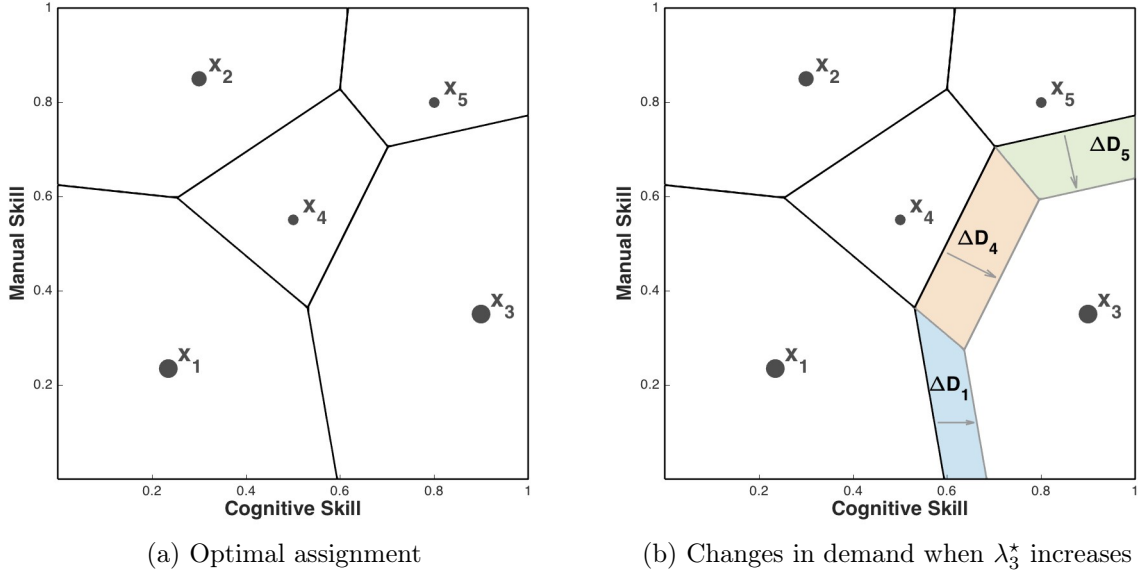 1
0.8
0.6
0.4
0.2
0.2
0.4
0.6
0.8
1
Manual Skill
Cognitive Skill
x2
x5
x4
x3
x1
(a) Optimal assignment
1
0.8
0.6
0.4
0.2
0.2
0.4
0.6
0.8
1
Manual Skill
Cognitive Skill
x2
x5
ΔD5
x4
ΔD4
x3
x1
ΔD1
(b) Changes in demand when λ₃⋆ increases